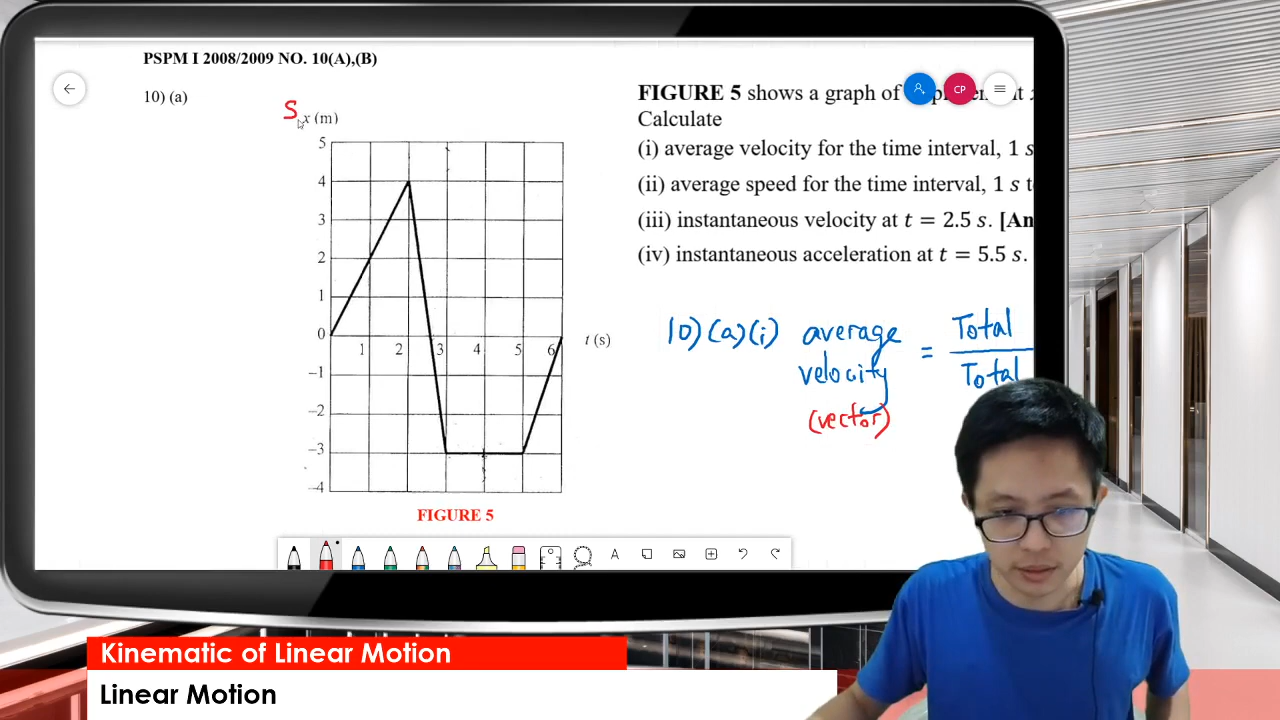 PSPM I 2008/2009 NO. 10(A),(B)
10) (a)
S
x (m)
5
4
3
2
1
0
-1
-2
-3
-4
1 2 3 4 5 6
t (s)
FIGURE 5
FIGURE 5 shows a graph of
Calculate
(i) average velocity for the time interval, 1 s
(ii) average speed for the time interval, 1 s t
(iii) instantaneous velocity at t = 2.5 s. [An
(iv) instantaneous acceleration at t = 5.5 s.
10)(a)(i) average velocity = Total
Total
(vector)
CP
A
Kinematic of Linear Motion
Linear Motion